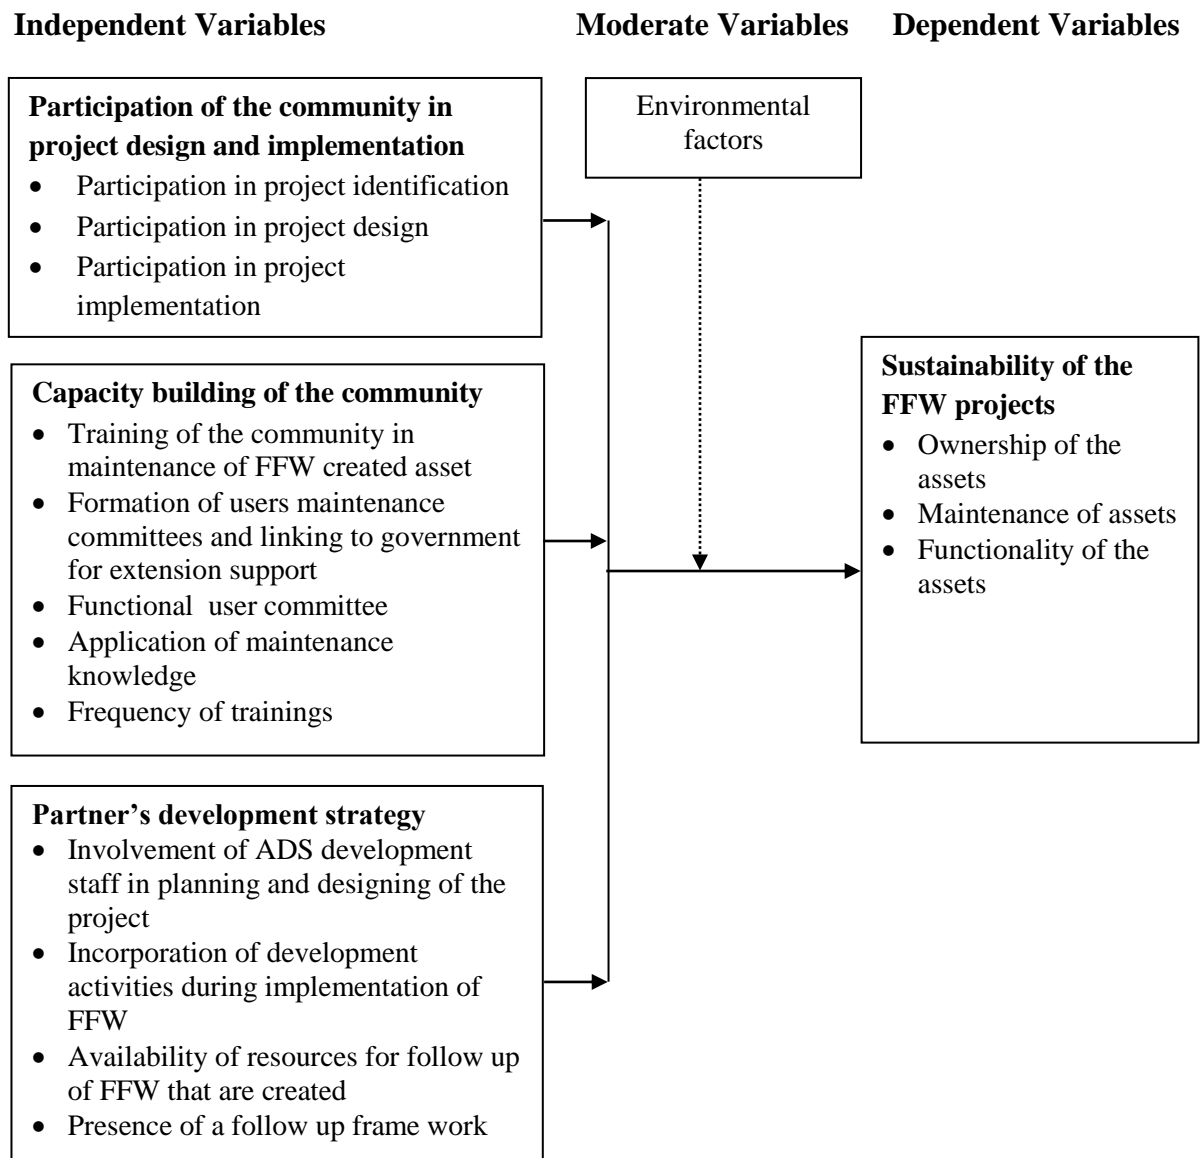 Independent Variables
Moderate Variables
Dependent Variables
Participation of the community in
project design and implementation
• Participation in project identification
• Participation in project design
• Participation in project
implementation
Environmental
factors
Capacity building of the community
• Training of the community in
maintenance of FFW created asset
• Formation of users maintenance
committees and linking to government
for extension support
• Functional user committee
• Application of maintenance
knowledge
• Frequency of trainings
Sustainability of the
FFW projects
• Ownership of the
assets
• Maintenance of assets
• Functionality of the
assets
Partner’s development strategy
• Involvement of ADS development
staff in planning and designing of the
project
• Incorporation of development
activities during implementation of
FFW
• Availability of resources for follow up
of FFW that are created
• Presence of a follow up frame work